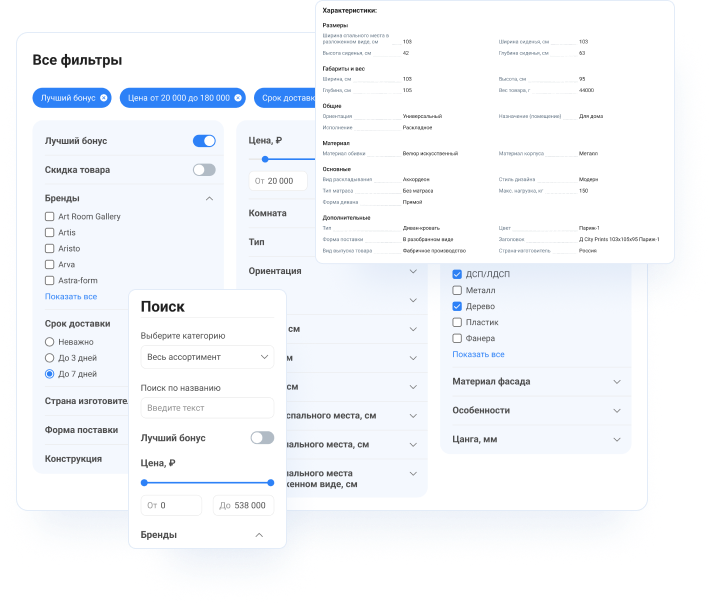 Все фильтры
Лучший бонус
Цена от 20 000 до 180 000
Срок доставк
Лучший бонус
Скидка товара
Бренды
Art Room Gallery
Artis
Aristo
Arva
Astra-form
Показать все
Срок доставки
Неважно
До 3 дней
До 7 дней
Страна изготовите
Форма поставки
Конструкция
Цена, ₽
От 20 000
Комната
Тип
Ориентация
см
м
см
спального места, см
пального места, см
пального места
женном виде, см
ДСП/ЛДСП
Металл
Дерево
Пластик
Фанера
Показать все
Материал фасада
Особенности
Цанга, мм
Поиск
Выберите категорию
Весь ассортимент
Поиск по названию
Введите текст
Лучший бонус
Цена, ₽
От 0
До 538 000
Бренды
Характеристики:
Размеры
Ширина спального места в
разложенном виде, см 103
Ширина сиденья, см 103
Высота сиденья, см 42
Глубина сиденья, см 63
Габариты и вес
Ширина, см 103
Высота, см 95
Глубина, см 105
Вес товара, г 44000
Общие
Ориентация Универсальный
Назначение (помещение) Для дома
Исполнение Раскладное
Материал
Материал обивки Велюр искусственный
Материал корпуса Металл
Основные
Вид раскладывания Аккордеон
Стиль дизайна Модерн
Тип матраса Без матраса
Макс. нагрузка, кг 150
Форма дивана Прямой
Дополнительные
Тип Диван-кровать
Цвет Париж-1
Форма поставки В разобранном виде
Заголовок Д City Prints 103х105х95 Париж-1
Вид выпуска товара Фабричное производство
Страна-изготовитель Россия